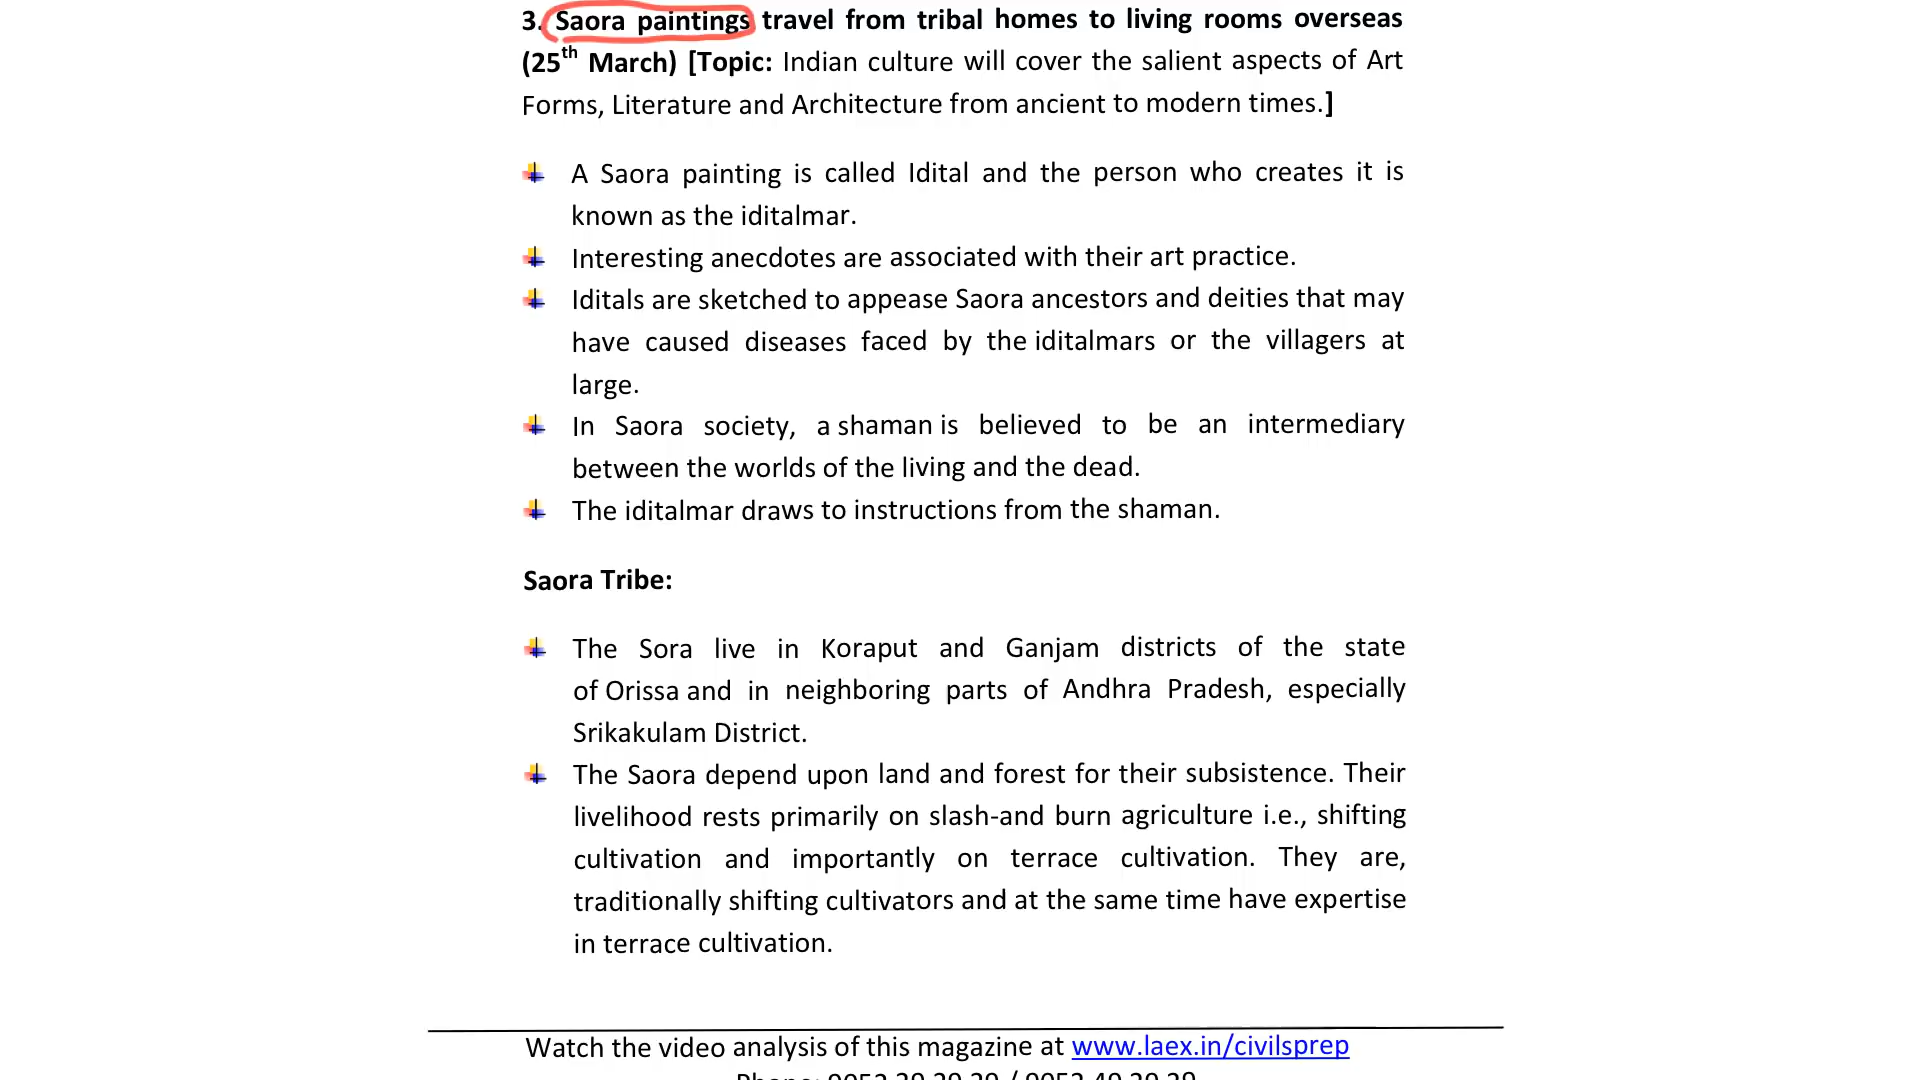 3. Saora paintings travel from tribal homes to living rooms overseas
(25th March) [Topic: Indian culture will cover the salient aspects of Art
Forms, Literature and Architecture from ancient to modern times.]
A Saora painting is called Idital and the person who creates it is
known as the iditalmar.
Interesting anecdotes are associated with their art practice.
Iditals are sketched to appease Saora ancestors and deities that may
have caused diseases faced by the iditalmars or the villagers at
large.
In Saora society, a shaman is believed to be an intermediary
between the worlds of the living and the dead.
The iditalmar draws to instructions from the shaman.
Saora Tribe:
The Sora live in Koraput and Ganjam districts of the state
of Orissa and in neighboring parts of Andhra Pradesh, especially
Srikakulam District.
The Saora depend upon land and forest for their subsistence. Their
livelihood rests primarily on slash-and burn agriculture i.e., shifting
cultivation and importantly on terrace cultivation. They are,
traditionally shifting cultivators and at the same time have expertise
in terrace cultivation.
Watch the video analysis of this magazine at www.laex.in/civilsprep
Phone: